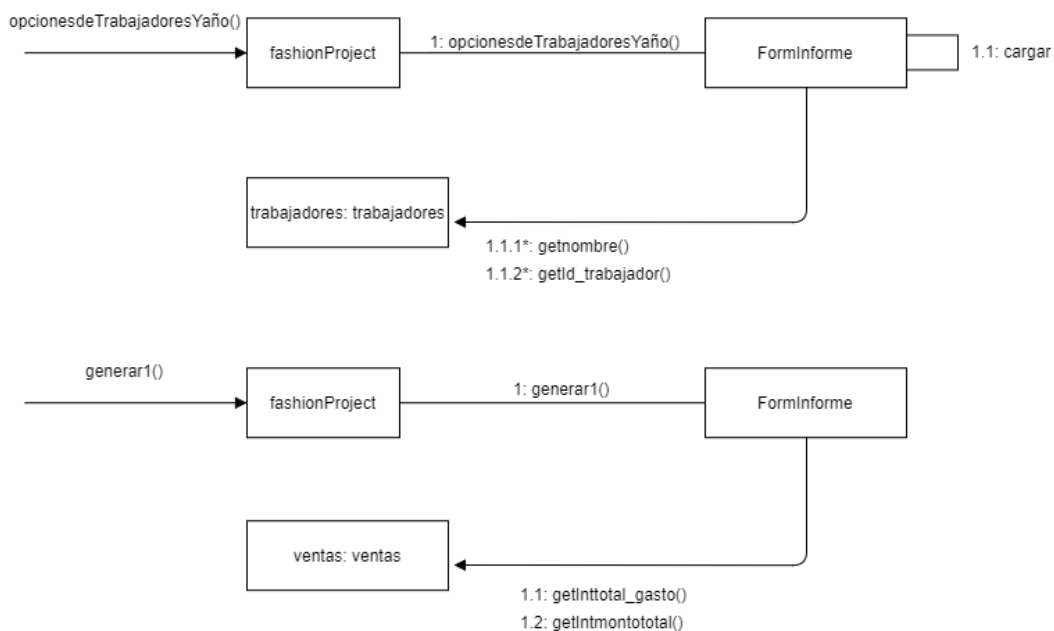 opcionesdeTrabajadoresYaño()
fashionProject
1: opcionesdeTrabajadoresYaño()
FormInforme
1.1: cargar
trabajadores: trabajadores
1.1.1*: getnombre()
1.1.2*: getId_trabajador()
generar1()
fashionProject
1: generar1()
FormInforme
ventas: ventas
1.1: getInttotal_gasto()
1.2: getIntmontototal()